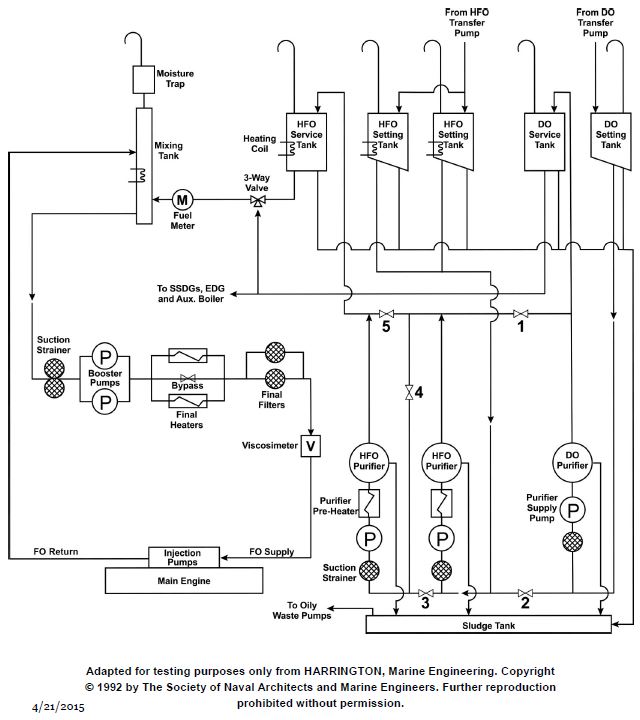 From HFO
Transfer
Pump
From DO
Transfer
Pump
Moisture
Trap
Mixing
Tank
Heating
Coil
HFO
Service
Tank
HFO
Setting
Tank
HFO
Setting
Tank
DO
Service
Tank
DO
Setting
Tank
3-Way
Valve
M
Fuel
Meter
To SSDGs, EDG
and Aux. Boiler
5
1
4
Suction
Strainer
P
Booster
Pumps
P
Bypass
Final
Heaters
Final
Filters
Viscosimeter
V
HFO
Purifier
HFO
Purifier
DO
Purifier
Purifier
Pre-Heater
Purifier
Supply
Pump
P
P
P
Suction
Strainer
FO Return
Injection
Pumps
FO Supply
Main Engine
3
2
To Oily
Waste Pumps
Sludge Tank
Adapted for testing purposes only from HARRINGTON, Marine Engineering. Copyright
© 1992 by The Society of Naval Architects and Marine Engineers. Further reproduction
prohibited without permission.
4/21/2015